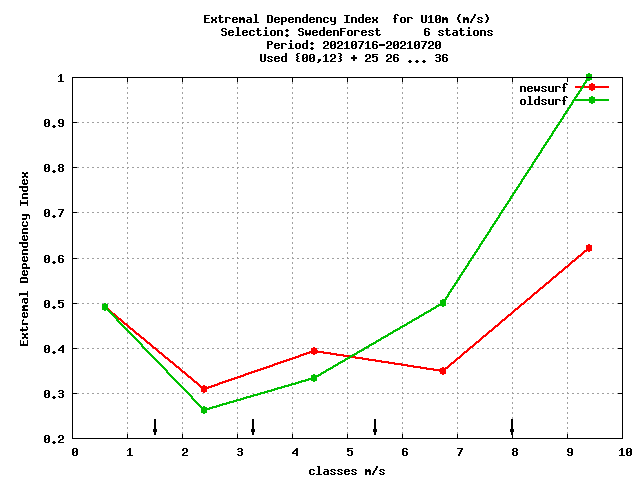 Extremal Dependency Index  for U10m (m/s)
Selection: SwedenForest      6 stations
Period: 20210716-20210720
Used {00,12} + 25 26 ... 36
newsurf
oldsurf
1
0.9
0.8
0.7
0.6
0.5
0.4
0.3
0.2
Extremal Dependency Index
0 1 2 3 4 5 6 7 8 9 10
classes m/s